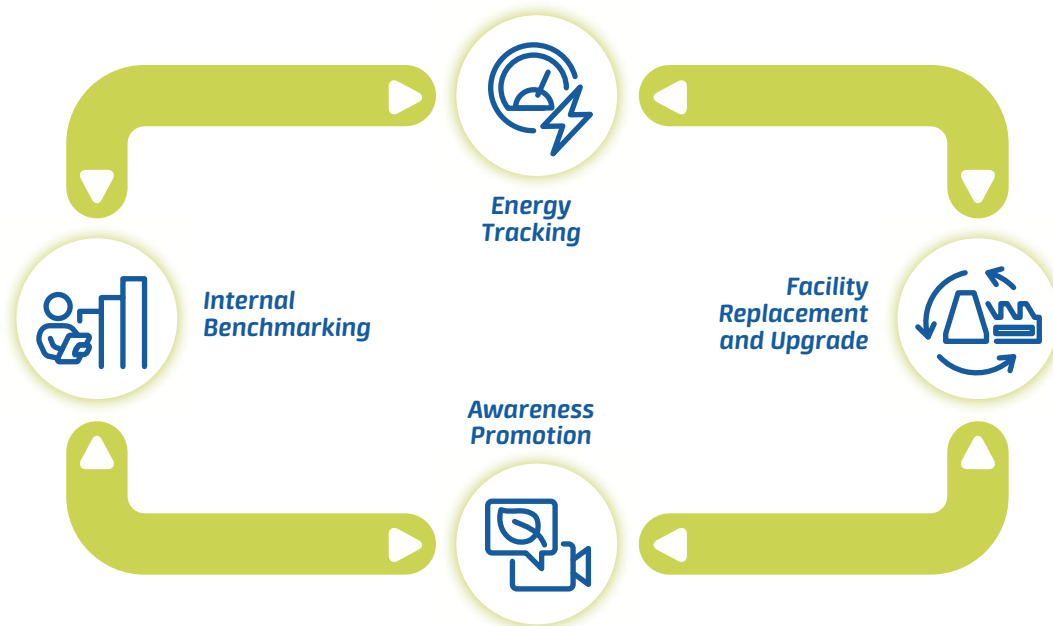 Energy
Tracking
Internal
Benchmarking
Facility
Replacement
and Upgrade
Awareness
Promotion